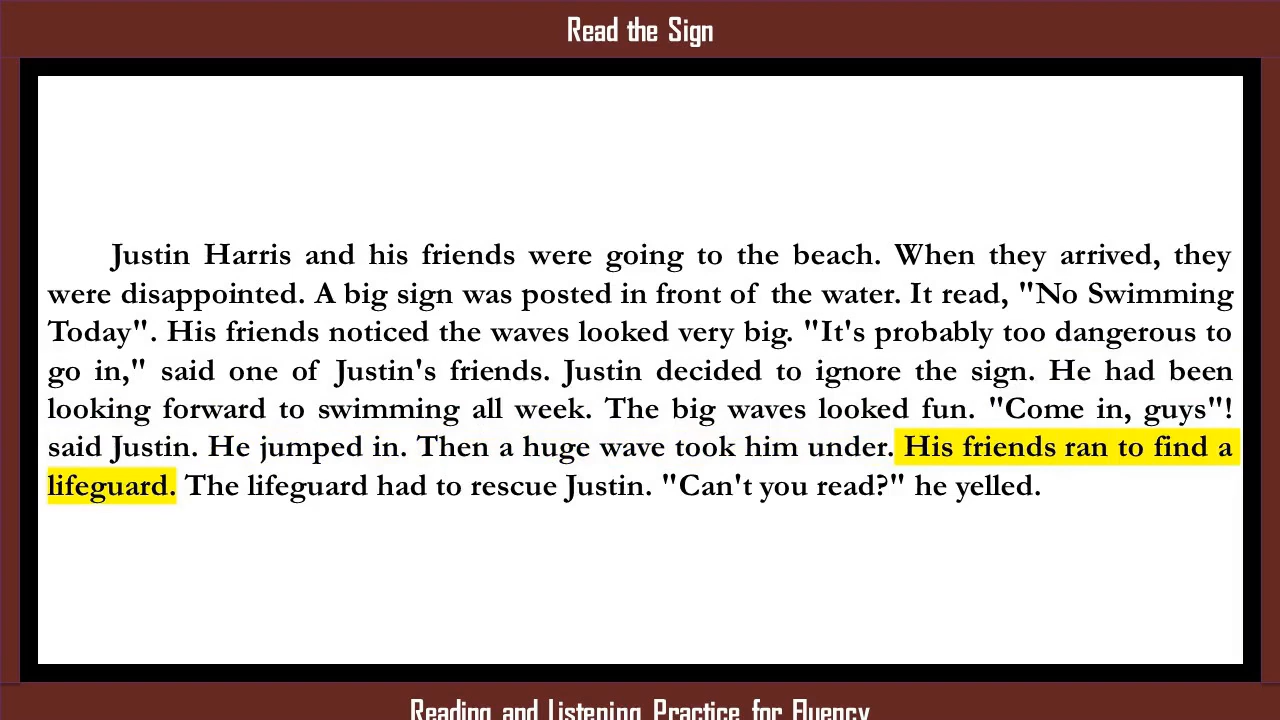 Read the Sign
Justin Harris and his friends were going to the beach. When they arrived, they
were disappointed. A big sign was posted in front of the water. It read, "No Swimming
Today". His friends noticed the waves looked very big. "It's probably too dangerous to
go in," said one of Justin's friends. Justin decided to ignore the sign. He had been
looking forward to swimming all week. The big waves looked fun. "Come in, guys"!
said Justin. He jumped in. Then a huge wave took him under. His friends ran to find a
lifeguard. The lifeguard had to rescue Justin. "Can't you read?" he yelled.
Reading and Listening Practice for Fluency